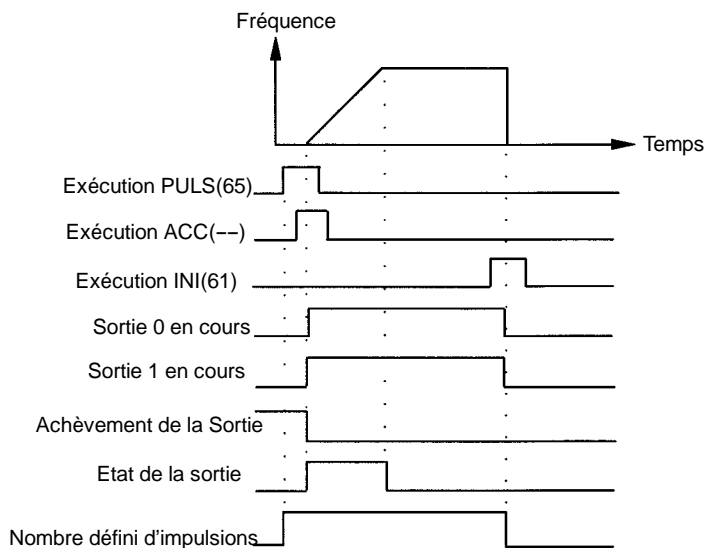 Fréquence
Temps
Exécution PULS(65)
Exécution ACC(−−)
Exécution INI(61)
Sortie 0 en cours
Sortie 1 en cours
Achèvement de la Sortie
Etat de la sortie
Nombre défini d’impulsions